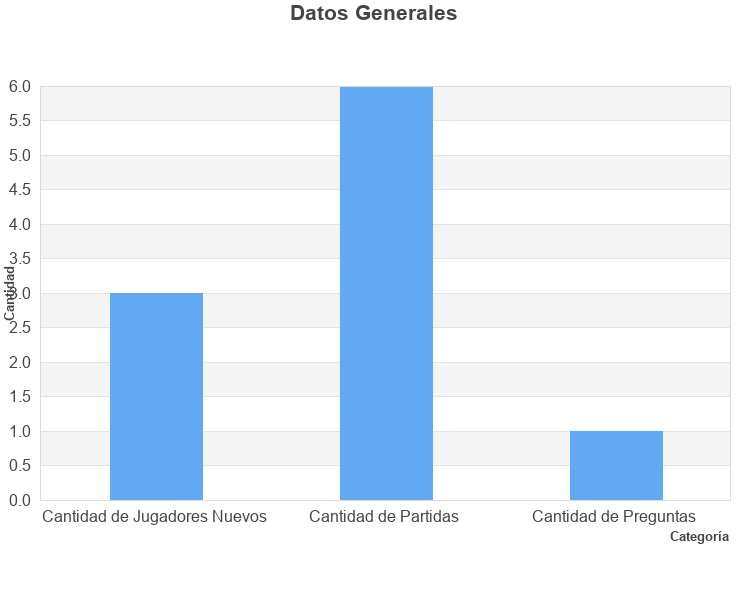 Datos Generales
6.0
5.5
5.0
4.5
4.0
3.5
3.0
2.5
2.0
1.5
1.0
0.5
0.0
Cantidad
Cantidad de Jugadores Nuevos
Cantidad de Partidas
Cantidad de Preguntas
Categoría